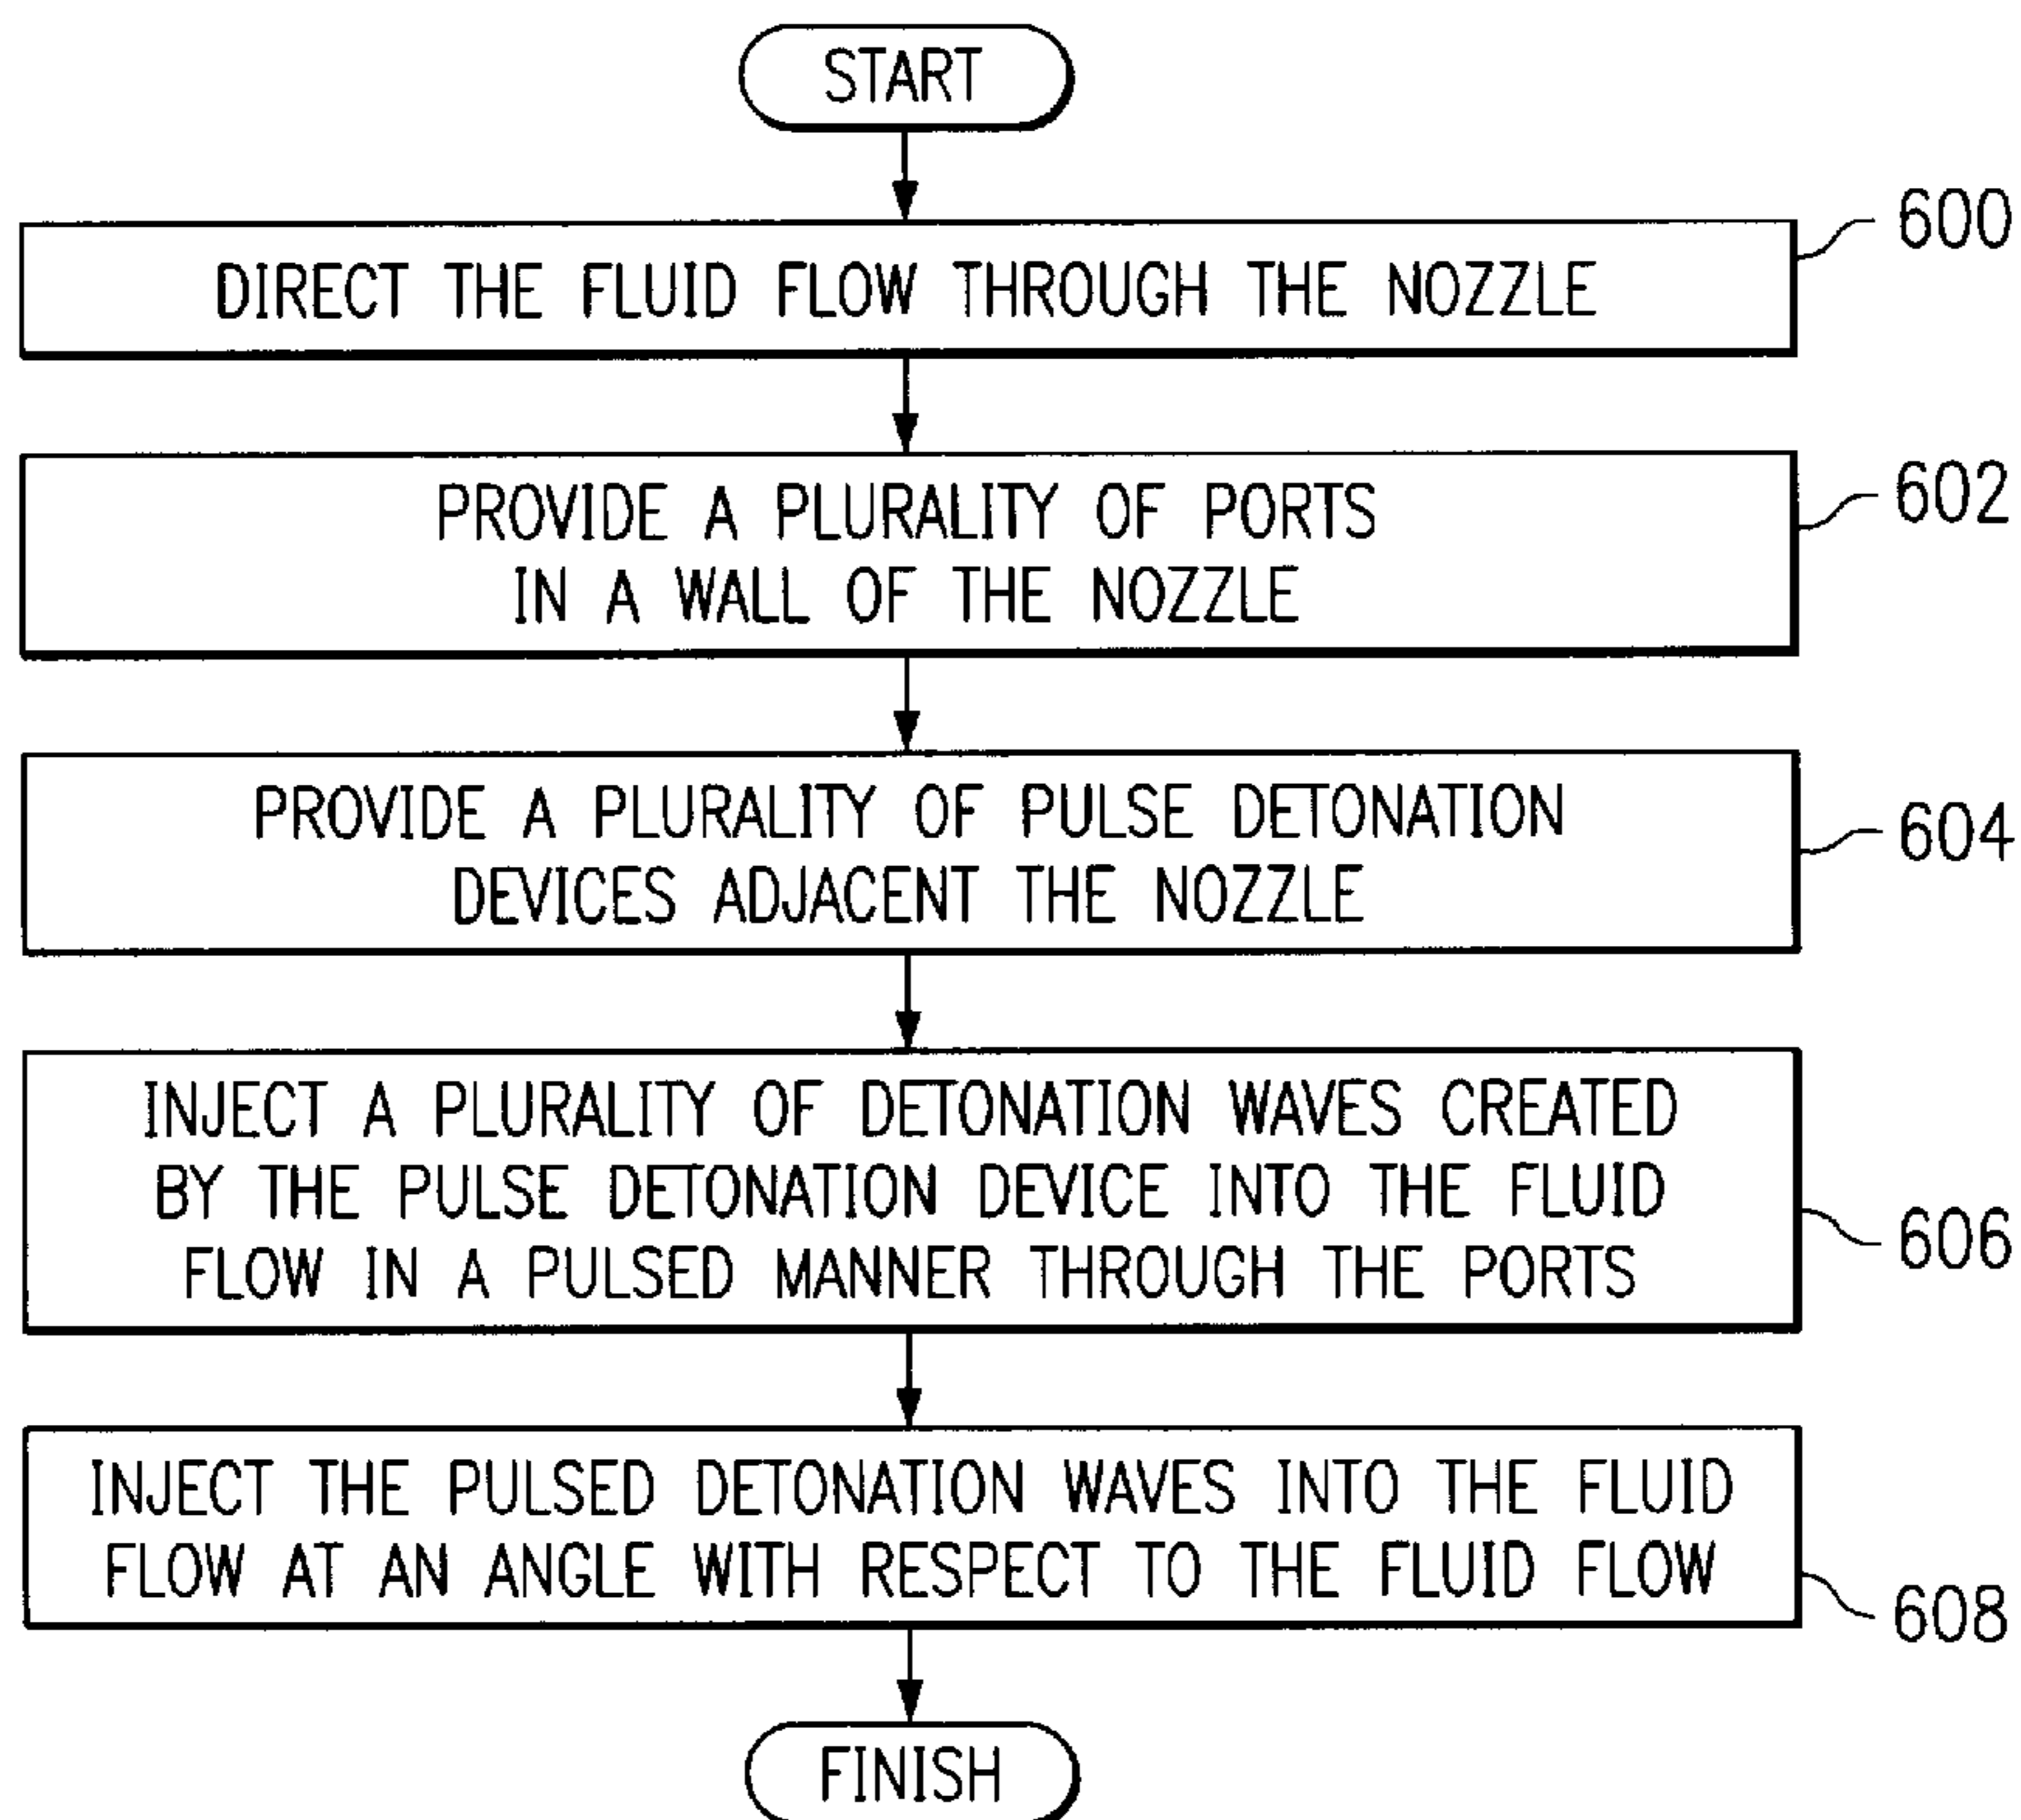 START
DIRECT THE FLUID FLOW THROUGH THE NOZZLE
600
PROVIDE A PLURALITY OF PORTS
IN A WALL OF THE NOZZLE
602
PROVIDE A PLURALITY OF PULSE DETONATION
DEVICES ADJACENT THE NOZZLE
604
INJECT A PLURALITY OF DETONATION WAVES CREATED
BY THE PULSE DETONATION DEVICE INTO THE FLUID
FLOW IN A PULSED MANNER THROUGH THE PORTS
606
INJECT THE PULSED DETONATION WAVES INTO THE FLUID
FLOW AT AN ANGLE WITH RESPECT TO THE FLUID FLOW
608
FINISH